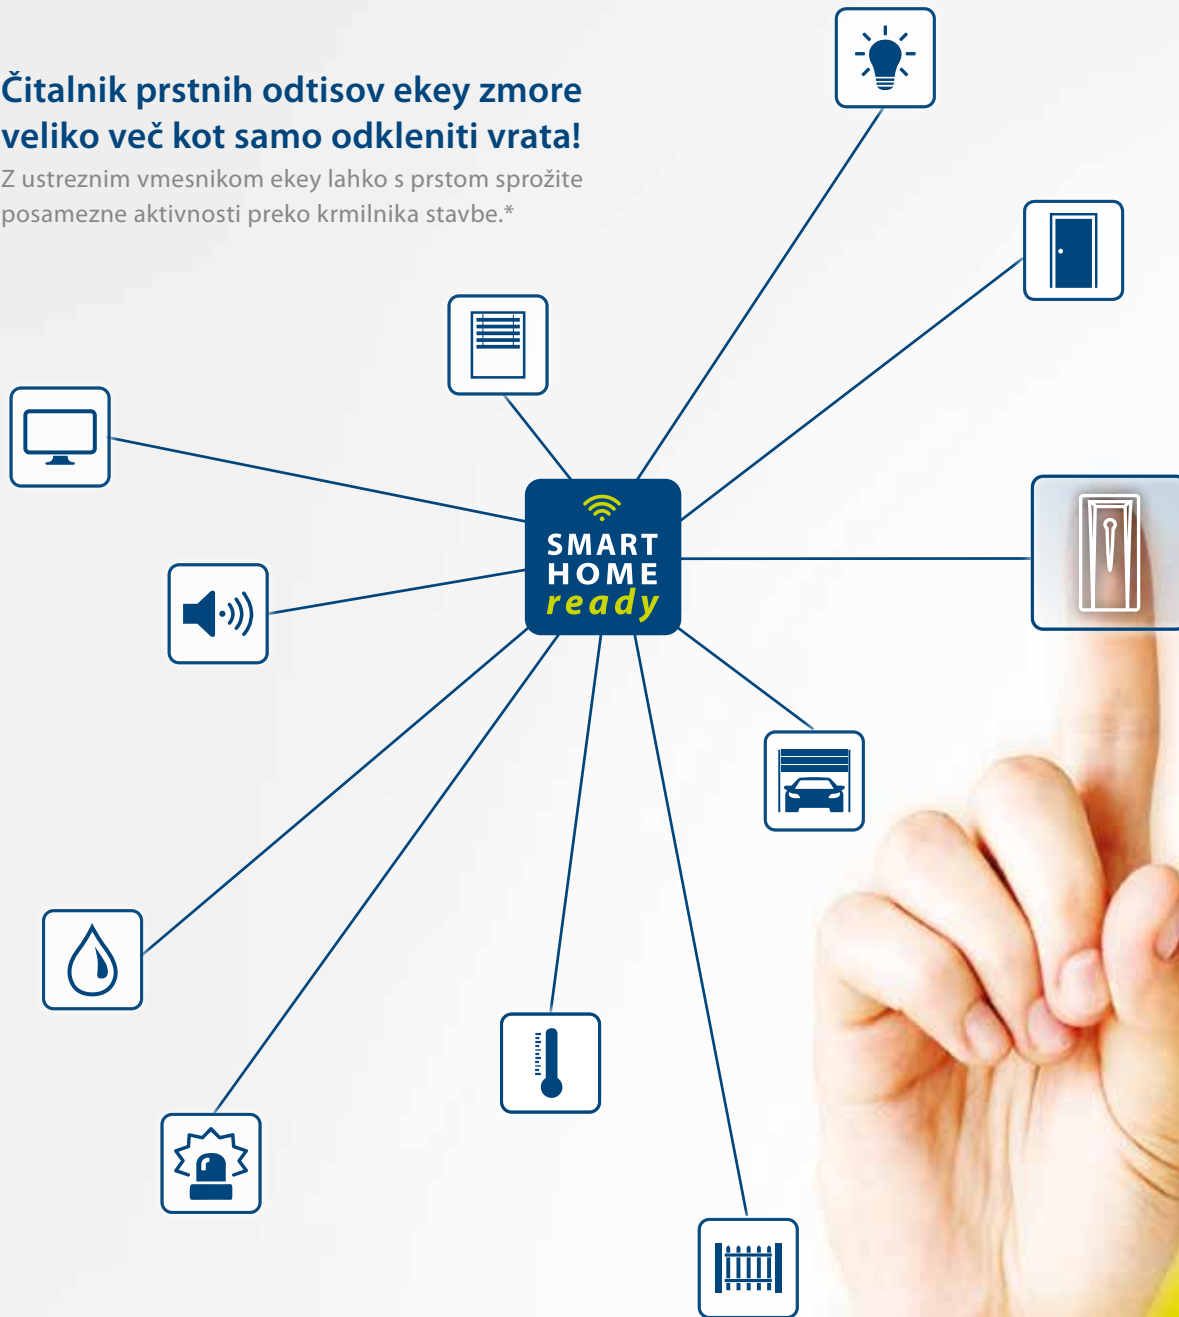 Čitalnik prstnih odtisov ekey zmore
veliko več kot samo odkleniti vrata!
Z ustreznim vmesnikom ekey lahko s prstom sprožite
posamezne aktivnosti preko krmilnika stavbe.*
SMART
HOME
ready